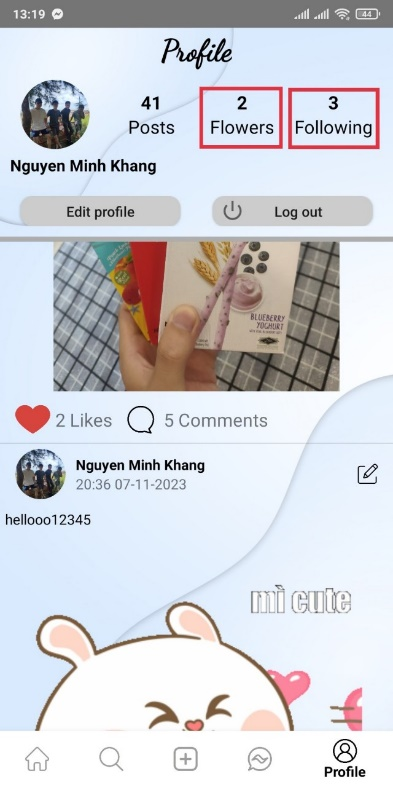 13:19 44
Profile
41 2 3
Posts Flowers Following
Nguyen Minh Khang
Edit profile Log out
BLUEBERRY
YOGHURT
2 Likes 5 Comments
Nguyen Minh Khang
20:36 07-11-2023
hellooo12345
mì cute
Profile